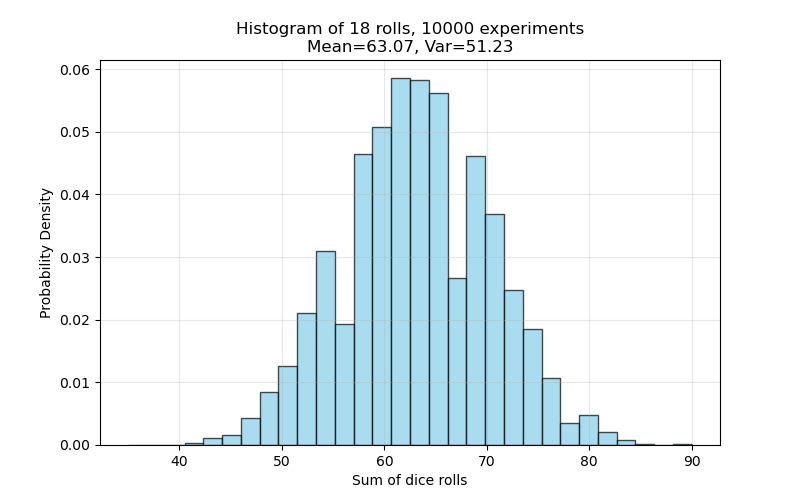 Histogram of 18 rolls, 10000 experiments
Mean=63.07, Var=51.23
Probability Density
0.06
0.05
0.04
0.03
0.02
0.01
0.00
40 50 60 70 80 90
Sum of dice rolls